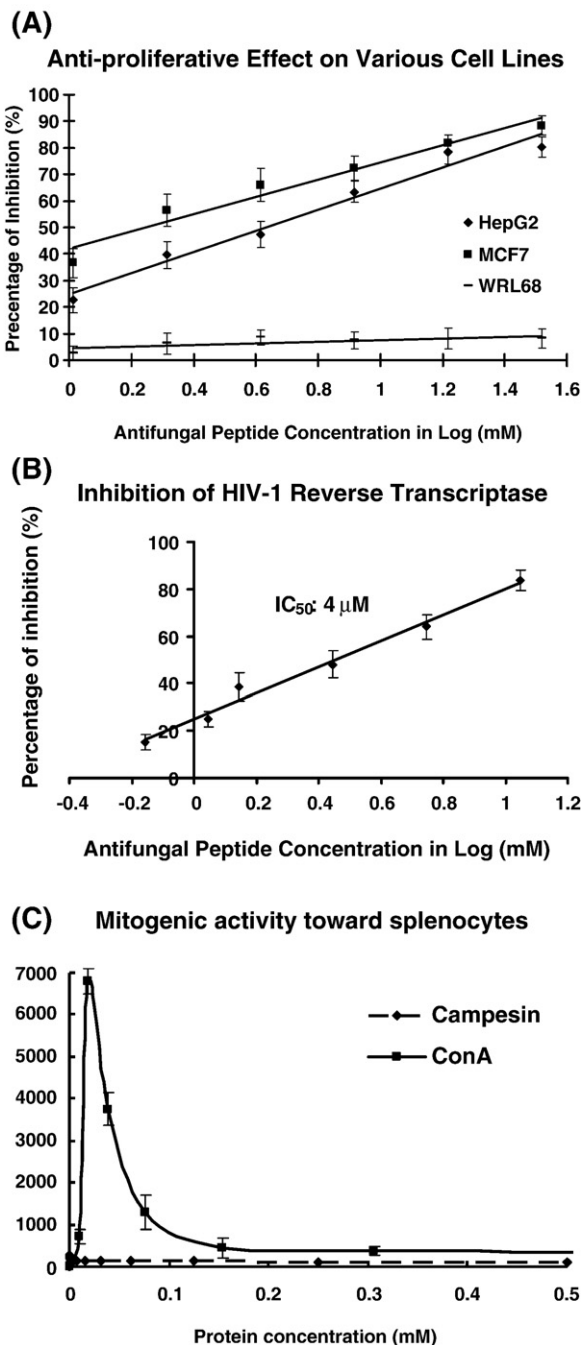 (A)
Anti-proliferative Effect on Various Cell Lines
Precentage of Inhibition (%)
100
90
80
70
60
50
40
30
20
10
0
HepG2
MCF7
WRL68
0 0.2 0.4 0.6 0.8 1 1.2 1.4 1.6
Antifungal Peptide Concentration in Log (mM)
(B)
Inhibition of HIV-1 Reverse Transcriptase
Percentage of inhibition (%)
100
80
60
40
20
0
IC50: 4 μM
-0.4 -0.2 0 0.2 0.4 0.6 0.8 1 1.2
Antifungal Peptide Concentration in Log (mM)
(C) Mitogenic activity toward splenocytes
7000
6000
5000
4000
3000
2000
1000
0
Campesin
ConA
0 0.1 0.2 0.3 0.4 0.5
Protein concentration (mM)